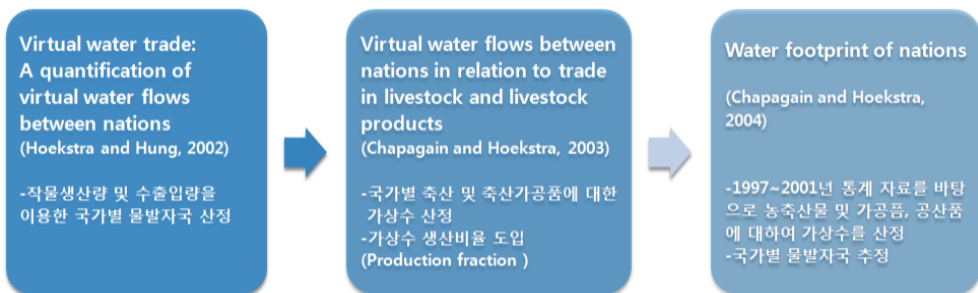 Virtual water trade:
A quantification of
virtual water flows
between nations
(Hoekstra and Hung, 2002)
-작물생산량 및 수출입량을
이용한 국가별 물발자국 산정
Virtual water flows between
nations in relation to trade
in livestock and livestock
products
(Chapagain and Hoekstra, 2003)
-국가별 축산 및 축산가공품에 대한
가상수 산정
-가상수 생산비율 도입
(Production fraction )
Water footprint of nations
(Chapagain and Hoekstra,
2004)
-1997~2001년 통계 자료를 바탕
으로 농축산물 및 가공품, 공산품
에 대하여 가상수를 산정
-국가별 물발자국 추정